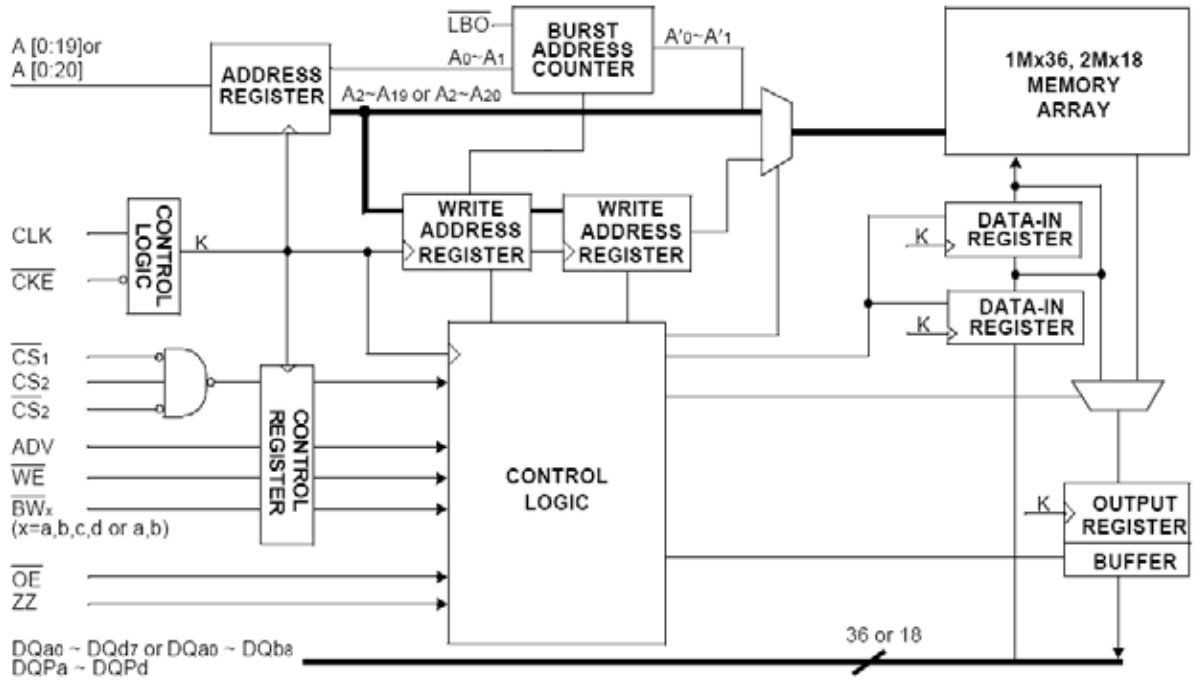 A [0:19]or
A [0:20]
ADDRESS
REGISTER
LBO
A0~A1
BURST
ADDRESS
COUNTER
A'0~A'1
A2~A19 or A2~A20
1Mx36, 2Mx18
MEMORY
ARRAY
CLK
CKE
CONTROL
LOGIC
K
WRITE
ADDRESS
REGISTER
WRITE
ADDRESS
REGISTER
K
DATA-IN
REGISTER
K
DATA-IN
REGISTER
CS1
CS2
CS2
ADV
WE
BWx
(x=a,b,c,d or a,b)
CONTROL
REGISTER
CONTROL
LOGIC
K
OUTPUT
REGISTER
BUFFER
OE
ZZ
DQa0 ~ DQd7 or DQa0 ~ DQb8
DQPa ~ DQPd
36 or 18